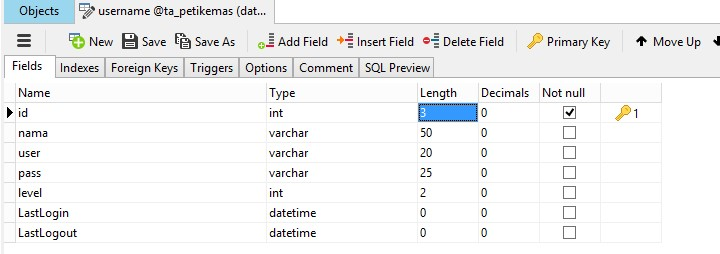 Objects username @ta_petikemas (dat...
New Save Save As Add Field Insert Field Delete Field Primary Key Move Up Mo
Fields Indexes Foreign Keys Triggers Options Comment SQL Preview
Name Type Length Decimals Not null
id int 3 0 1
nama varchar 50 0
user varchar 20 0
pass varchar 25 0
level int 2 0
LastLogin datetime 0 0
LastLogout datetime 0 0